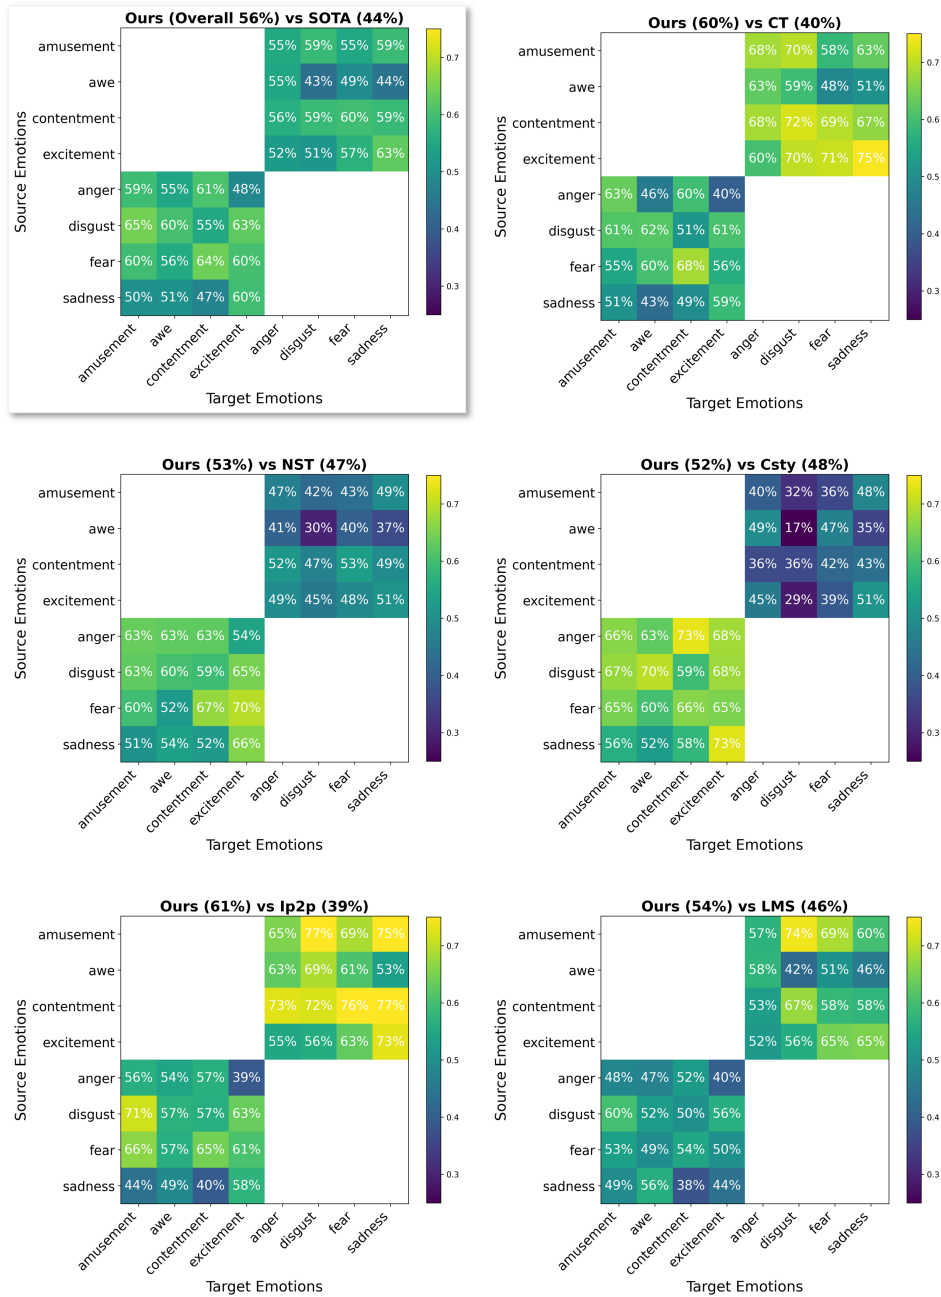 Ours (Overall 56%) vs SOTA (44%)
Source Emotions
amusement 55% 59% 55% 59%
awe 55% 43% 49% 44%
contentment 56% 59% 60% 59%
excitement 52% 51% 57% 63%
anger 59% 55% 61% 48%
disgust 65% 60% 55% 63%
fear 60% 56% 64% 60%
sadness 50% 51% 47% 60%
amusement awe contentment excitement anger disgust fear sadness
Target Emotions
0.7
0.6
0.5
0.4
0.3
Ours (60%) vs CT (40%)
Source Emotions
amusement 68% 70% 58% 63%
awe 63% 59% 48% 51%
contentment 68% 72% 69% 67%
excitement 60% 70% 71% 75%
anger 63% 46% 60% 40%
disgust 61% 62% 51% 61%
fear 55% 60% 68% 56%
sadness 51% 43% 49% 59%
amusement awe contentment excitement anger disgust fear sadness
Target Emotions
0.7
0.6
0.5
0.4
0.3
Ours (53%) vs NST (47%)
Source Emotions
amusement 47% 42% 43% 49%
awe 41% 30% 40% 37%
contentment 52% 47% 53% 49%
excitement 49% 45% 48% 51%
anger 63% 63% 63% 54%
disgust 63% 60% 59% 65%
fear 60% 52% 67% 70%
sadness 51% 54% 52% 66%
amusement awe contentment excitement anger disgust fear sadness
Target Emotions
0.7
0.6
0.5
0.4
0.3
Ours (52%) vs Csty (48%)
Source Emotions
amusement 40% 32% 36% 48%
awe 49% 17% 47% 35%
contentment 36% 36% 42% 43%
excitement 45% 29% 39% 51%
anger 66% 63% 73% 68%
disgust 67% 70% 59% 68%
fear 65% 60% 66% 65%
sadness 56% 52% 58% 73%
amusement awe contentment excitement anger disgust fear sadness
Target Emotions
0.7
0.6
0.5
0.4
0.3
Ours (61%) vs Ip2p (39%)
Source Emotions
amusement 65% 77% 69% 75%
awe 63% 69% 61% 53%
contentment 73% 72% 76% 77%
excitement 55% 56% 63% 73%
anger 56% 54% 57% 39%
disgust 71% 57% 57% 63%
fear 66% 57% 65% 61%
sadness 44% 49% 40% 58%
amusement awe contentment excitement anger disgust fear sadness
Target Emotions
0.7
0.6
0.5
0.4
0.3
Ours (54%) vs LMS (46%)
Source Emotions
amusement 57% 74% 69% 60%
awe 58% 42% 51% 46%
contentment 53% 67% 58% 58%
excitement 52% 56% 65% 65%
anger 48% 47% 52% 40%
disgust 60% 52% 50% 56%
fear 53% 49% 54% 50%
sadness 49% 56% 38% 44%
amusement awe contentment excitement anger disgust fear sadness
Target Emotions
0.7
0.6
0.5
0.4
0.3